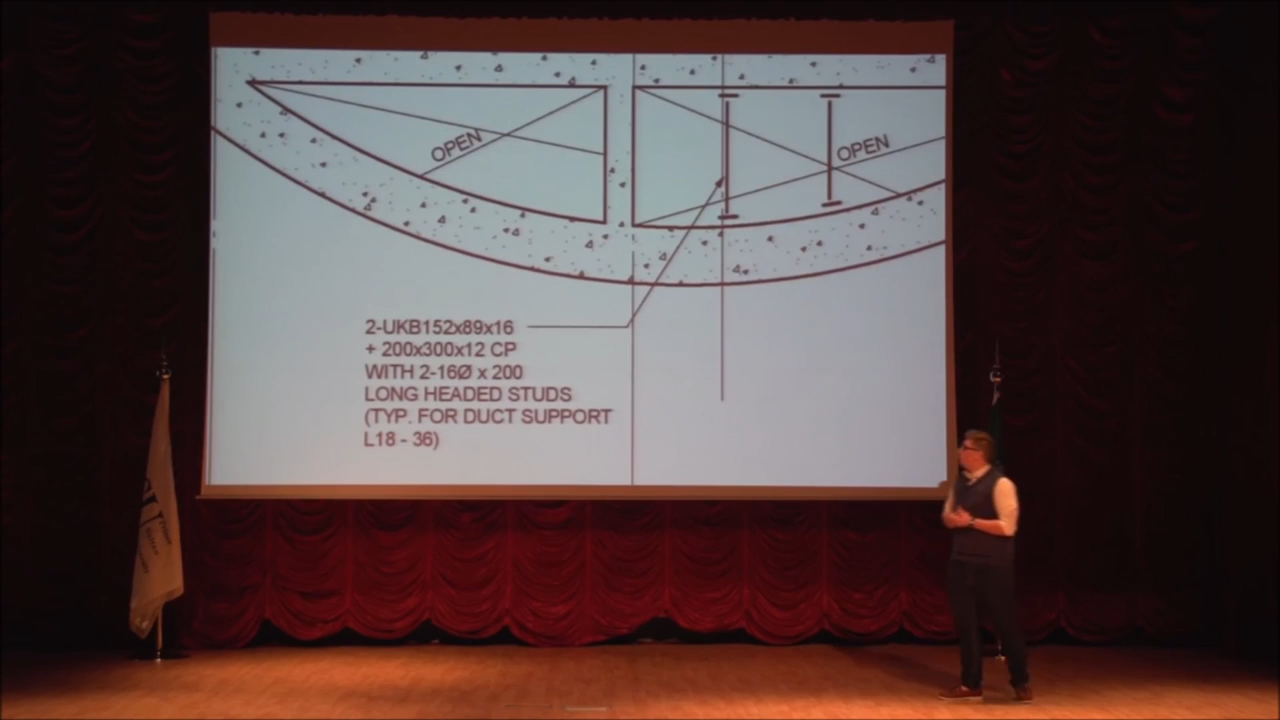 OPEN
OPEN
2-UKB152x89x16
+ 200x300x12 CP
WITH 2-16Ø x 200
LONG HEADED STUDS
(TYP. FOR DUCT SUPPORT
L18 - 36)